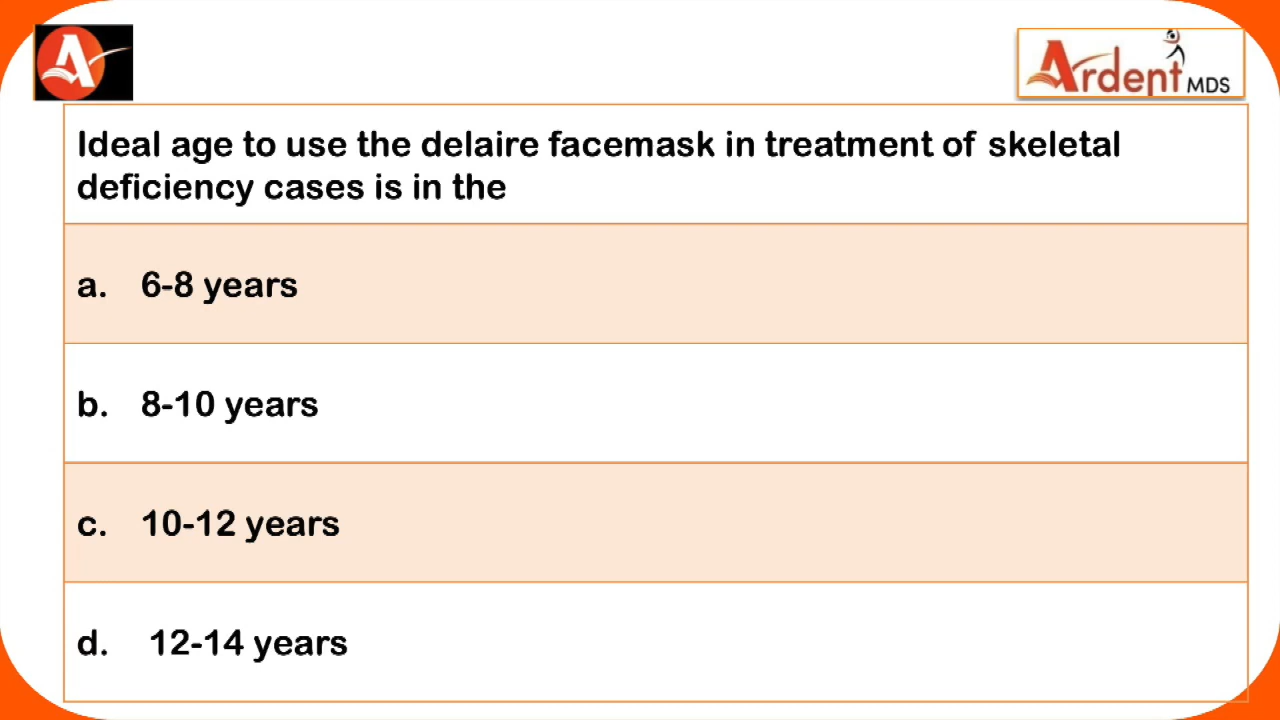 A
Ardent MDS
Ideal age to use the delaire facemask in treatment of skeletal
deficiency cases is in the
a. 6-8 years
b. 8-10 years
c. 10-12 years
d. 12-14 years